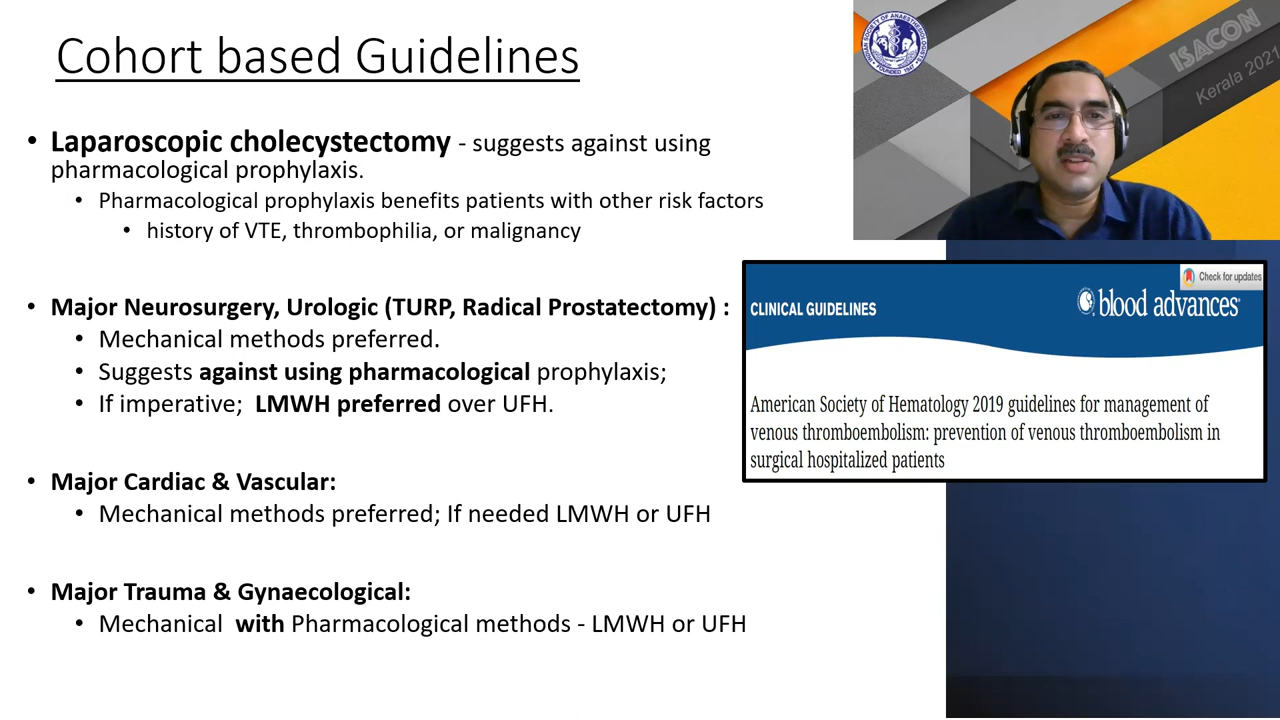 Cohort based Guidelines
• Laparoscopic cholecystectomy - suggests against using
pharmacological prophylaxis.
• Pharmacological prophylaxis benefits patients with other risk factors
• history of VTE, thrombophilia, or malignancy
• Major Neurosurgery, Urologic (TURP, Radical Prostatectomy) :
• Mechanical methods preferred.
• Suggests against using pharmacological prophylaxis;
• If imperative; LMWH preferred over UFH.
• Major Cardiac & Vascular:
• Mechanical methods preferred; If needed LMWH or UFH
• Major Trauma & Gynaecological:
• Mechanical with Pharmacological methods - LMWH or UFH
ISACON
Kerala 2021
Check for updates
CLINICAL GUIDELINES
blood advances
American Society of Hematology 2019 guidelines for management of
venous thromboembolism: prevention of venous thromboembolism in
surgical hospitalized patients